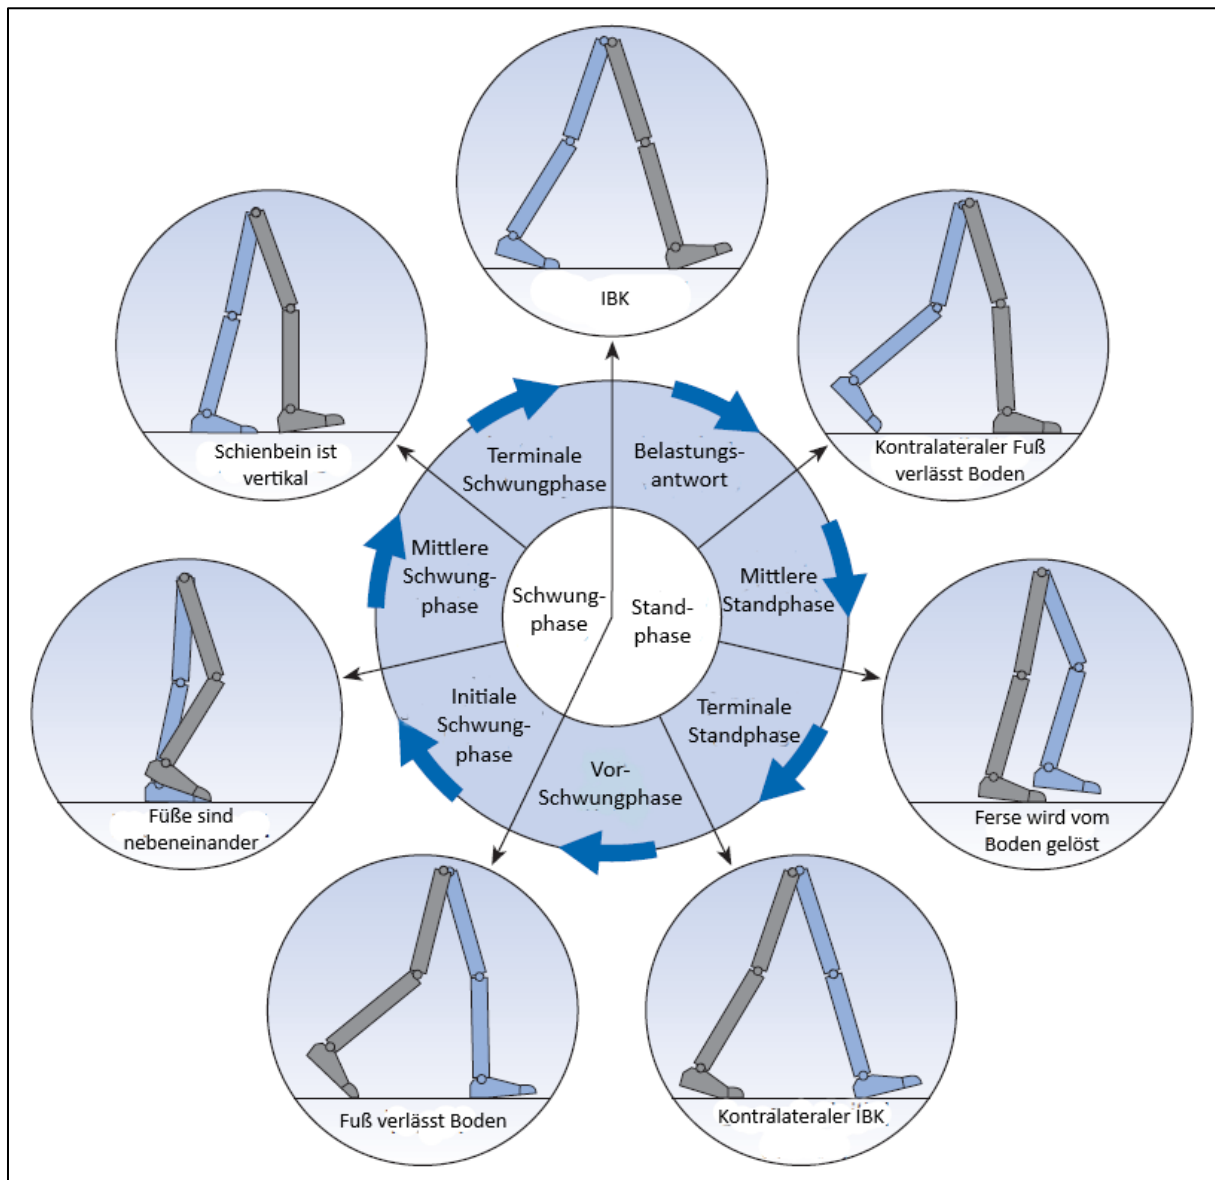 IBK
Kontralateraler Fuß
verlässt Boden
Ferse wird vom
Boden gelöst
Kontralateraler IBK
Fuß verlässt Boden
Füße sind
nebeneinander
Schienbein ist
vertikal
Belastungs-
antwort
Mittlere
Standphase
Terminale
Standphase
Vor-
Schwungphase
Initiale
Schwung-
phase
Mittlere
Schwung-
phase
Terminale
Schwungphase
Schwung-
phase
Stand-
phase